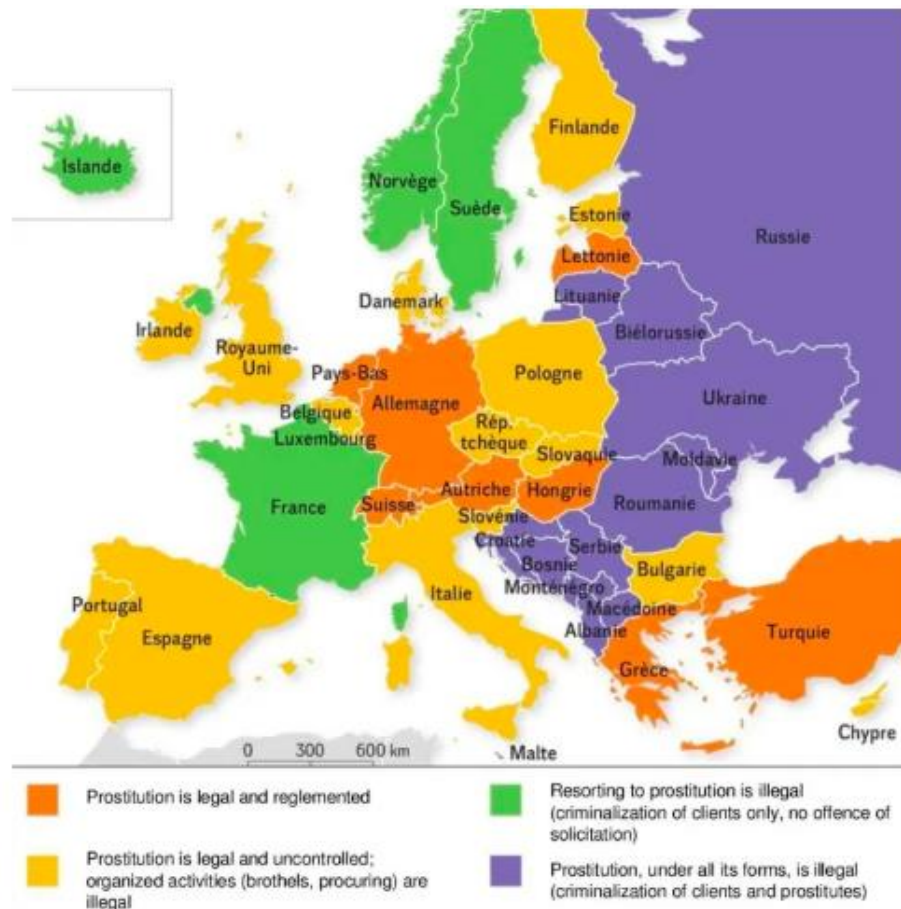 Islande
Finlande
Norvège
Suède
Estonie
Russie
Lettonie
Danemark
Lituanie
Irlande
Biélorussie
Royaume-
Uni
Pays-Bas
Pologne
Allemagne
Ukraine
Belgique
Rép.
tchèque
Luxembourg
Slovaquie
Moldavie
Autriche
Hongrie
Suisse
Roumanie
France
Slovénie
Croatie
Serbie
Bosnie
Bulgarie
Monténégro
Italie
Portugal
Macédoine
Espagne
Albanie
Turquie
Grèce
Chypre
0 300 600 km
Malte
Prostitution is legal and reglemented
Prostitution is legal and uncontrolled;
organized activities (brothels, procuring) are
illegal
Resorting to prostitution is illegal
(criminalization of clients only, no offence of
solicitation)
Prostitution, under all its forms, is illegal
(criminalization of clients and prostitutes)